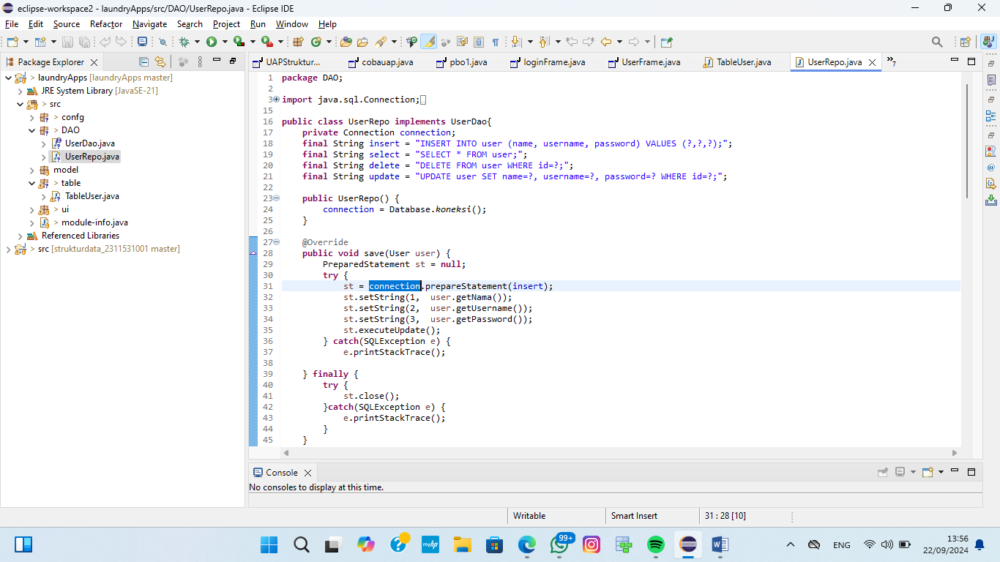 eclipse-workspace2 - laundryApps/src/DAO/UserRepo.java - Eclipse IDE
File Edit Source Refactor Navigate Search Project Run Window Help
Package Explorer
UAPStruktur... cobauap.java pbo1.java loginFrame.java UserFrame.java TableUser.java UserRepo.java »7
> laundryApps [laundryApps master]
JRE System Library [JavaSE-21]
> src
> confg
> DAO
> UserDao.java
> UserRepo.java
model
> table
TableUser.java
> ui
> module-info.java
Referenced Libraries
> src [strukturdata_2311531001 master]
1 package DAO;
2
3 import java.sql.Connection;
15
16 public class UserRepo implements UserDao{
17 private Connection connection;
18 final String insert = "INSERT INTO user (name, username, password) VALUES (?,?,?);";
19 final String select = "SELECT * FROM user;";
20 final String delete = "DELETE FROM user WHERE id=?;";
21 final String update = "UPDATE user SET name=?, username=?, password=? WHERE id=?;";
22
23 public UserRepo() {
24 connection = Database.koneksi();
25 }
26
27 @Override
28 public void save(User user) {
29 PreparedStatement st = null;
30 try {
31 st = connection.prepareStatement(insert);
32 st.setString(1,  user.getNama());
33 st.setString(2,  user.getUsername());
34 st.setString(3,  user.getPassword());
35 st.executeUpdate();
36 } catch(SQLException e) {
37 e.printStackTrace();
38
39 } finally {
40 try {
41 st.close();
42 }catch(SQLException e) {
43 e.printStackTrace();
44 }
45 }
Console
No consoles to display at this time.
Writable Smart Insert 31 : 28 [10]
myhp 99+ ENG 13:56
22/09/2024